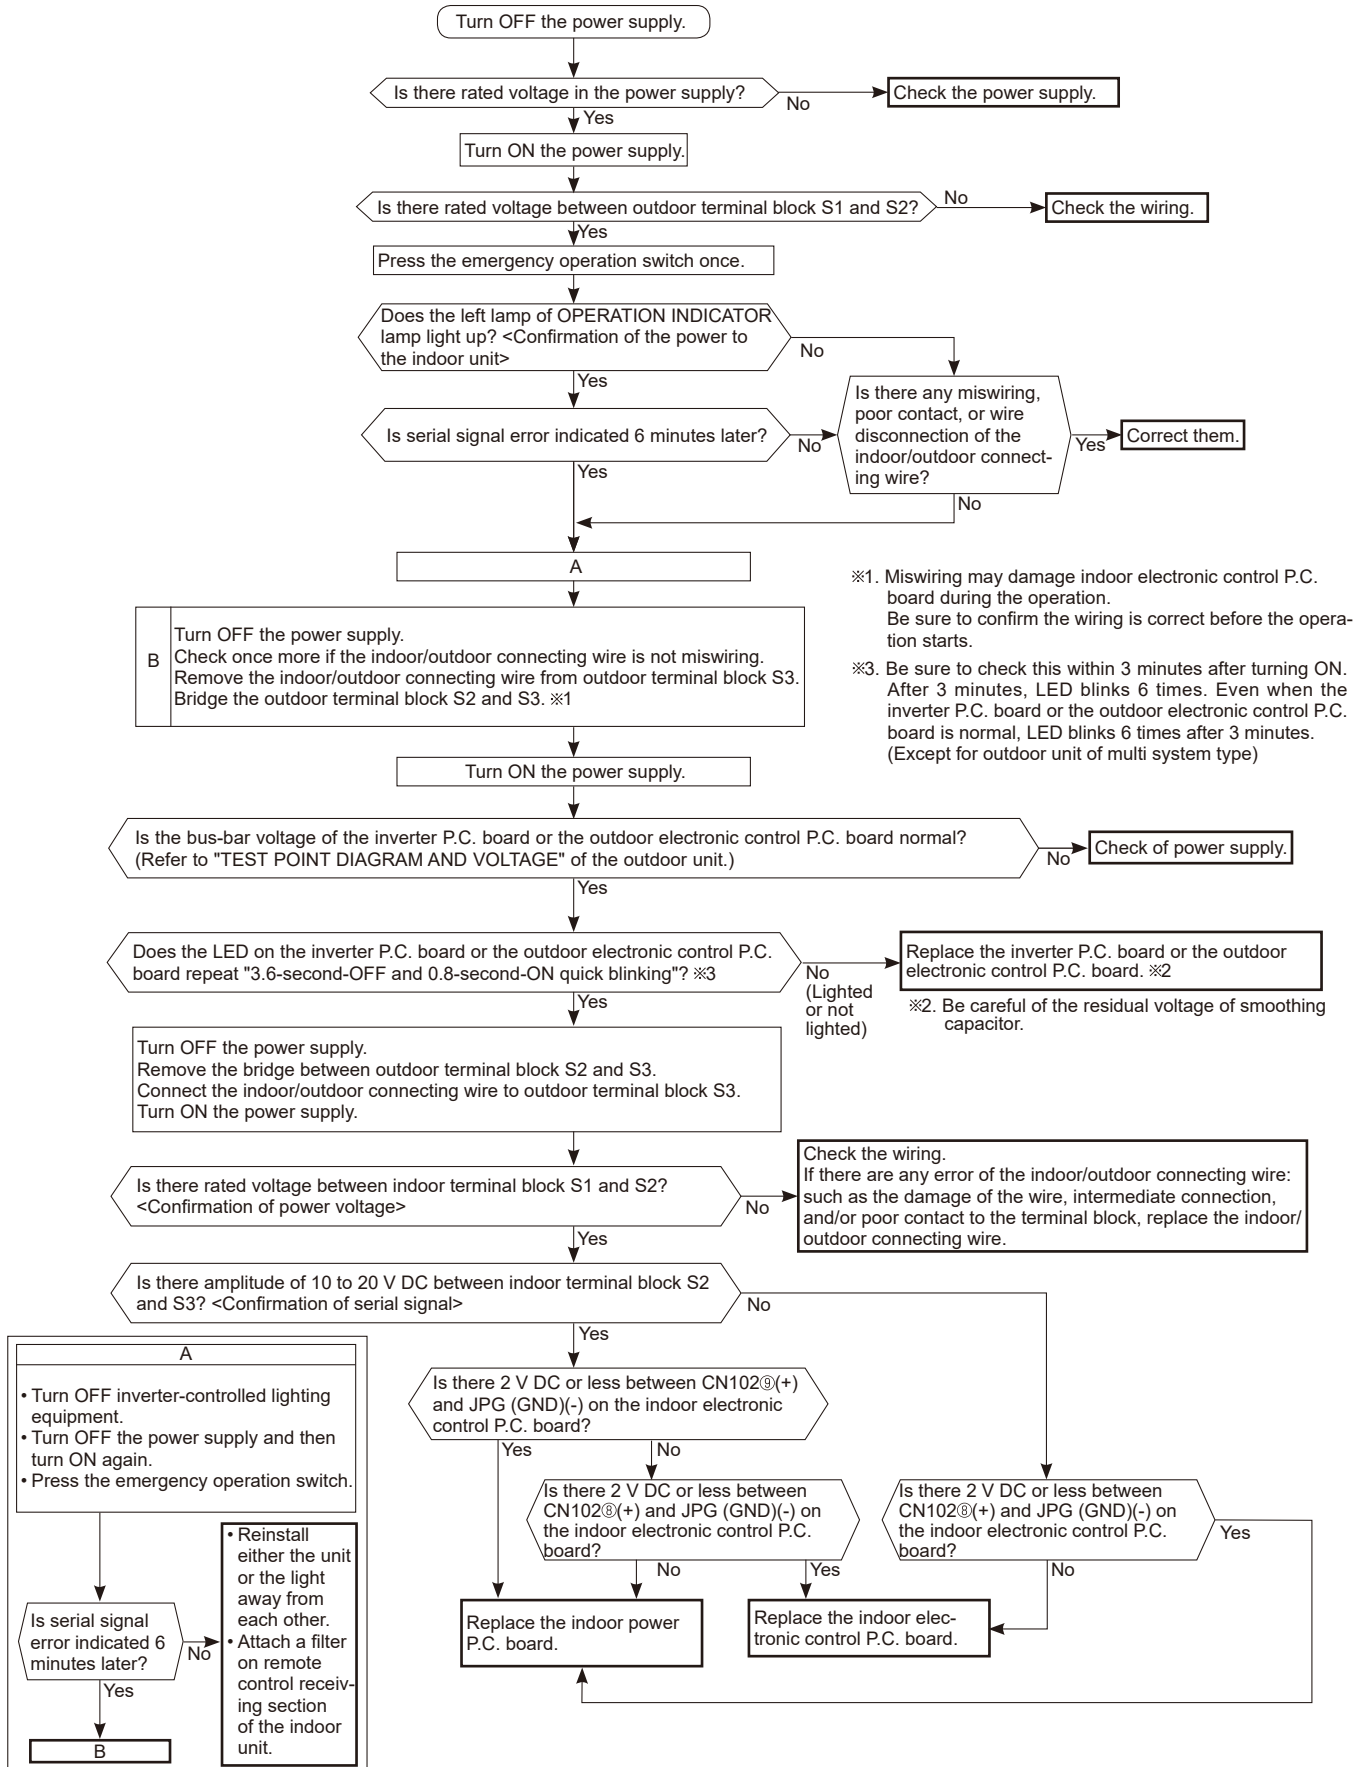 Turn OFF the power supply.
Is there rated voltage in the power supply?
No
Check the power supply.
Yes
Turn ON the power supply.
Is there rated voltage between outdoor terminal block S1 and S2?
No
Check the wiring.
Yes
Press the emergency operation switch once.
Does the left lamp of OPERATION INDICATOR
lamp light up? <Confirmation of the power to
the indoor unit>
No
Yes
Is serial signal error indicated 6 minutes later?
No
Is there any miswiring,
poor contact, or wire
disconnection of the
indoor/outdoor connect-
ing wire?
Yes
Correct them.
Yes
No
A
※1. Miswiring may damage indoor electronic control P.C.
board during the operation.
Be sure to confirm the wiring is correct before the opera-
tion starts.
※3. Be sure to check this within 3 minutes after turning ON.
After 3 minutes, LED blinks 6 times. Even when the
inverter P.C. board or the outdoor electronic control P.C.
board is normal, LED blinks 6 times after 3 minutes.
(Except for outdoor unit of multi system type)
B
Turn OFF the power supply.
Check once more if the indoor/outdoor connecting wire is not miswiring.
Remove the indoor/outdoor connecting wire from outdoor terminal block S3.
Bridge the outdoor terminal block S2 and S3. ※1
Turn ON the power supply.
Is the bus-bar voltage of the inverter P.C. board or the outdoor electronic control P.C. board normal?
(Refer to "TEST POINT DIAGRAM AND VOLTAGE" of the outdoor unit.)
No
Check of power supply.
Yes
Does the LED on the inverter P.C. board or the outdoor electronic control P.C.
board repeat "3.6-second-OFF and 0.8-second-ON quick blinking"? ※3
No
(Lighted
or not
lighted)
Replace the inverter P.C. board or the outdoor
electronic control P.C. board. ※2
※2. Be careful of the residual voltage of smoothing
capacitor.
Yes
Turn OFF the power supply.
Remove the bridge between outdoor terminal block S2 and S3.
Connect the indoor/outdoor connecting wire to outdoor terminal block S3.
Turn ON the power supply.
Is there rated voltage between indoor terminal block S1 and S2?
<Confirmation of power voltage>
No
Check the wiring.
If there are any error of the indoor/outdoor connecting wire:
such as the damage of the wire, intermediate connection,
and/or poor contact to the terminal block, replace the indoor/
outdoor connecting wire.
Yes
Is there amplitude of 10 to 20 V DC between indoor terminal block S2
and S3? <Confirmation of serial signal>
No
Yes
Is there 2 V DC or less between CN102⑨(+)
and JPG (GND)(-) on the indoor electronic
control P.C. board?
Yes
No
Is there 2 V DC or less between
CN102⑧(+) and JPG (GND)(-) on
the indoor electronic control P.C.
board?
No
Yes
Is there 2 V DC or less between
CN102⑧(+) and JPG (GND)(-) on
the indoor electronic control P.C.
board?
Yes
No
Replace the indoor power
P.C. board.
Replace the indoor elec-
tronic control P.C. board.
A
• Turn OFF inverter-controlled lighting
equipment.
• Turn OFF the power supply and then
turn ON again.
• Press the emergency operation switch.
Is serial signal
error indicated 6
minutes later?
No
• Reinstall
either the unit
or the light
away from
each other.
• Attach a filter
on remote
control receiv-
ing section
of the indoor
unit.
Yes
B